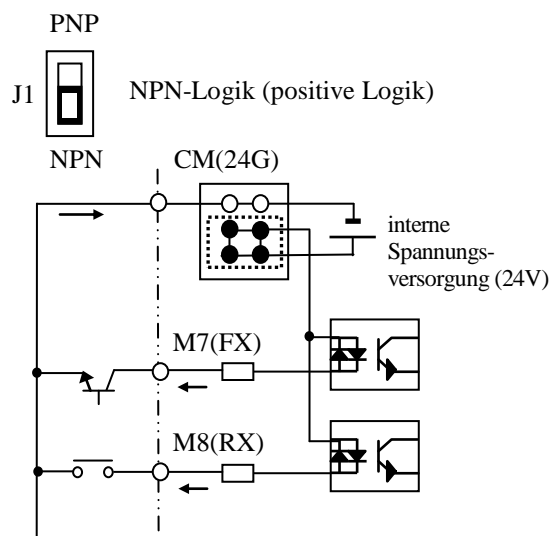 PNP
J1
NPN-Logik (positive Logik)
NPN
CM(24G)
interne
Spannungs-
versorgung (24V)
M7(FX)
M8(RX)